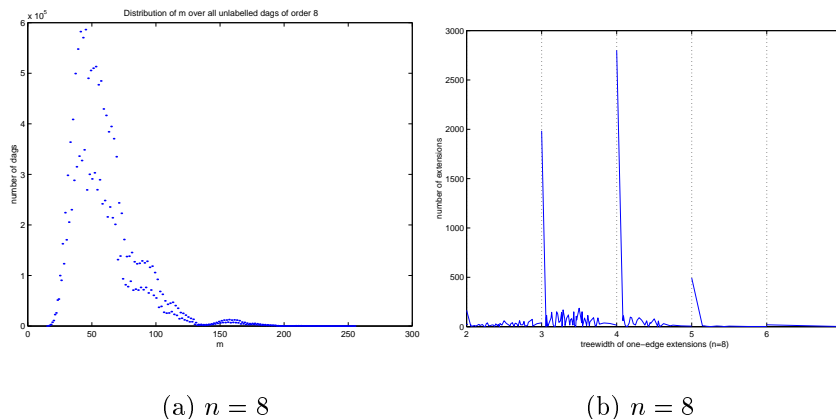 Distribution of m over all unlabelled dags of order 8
x 10^5
6
5
4
3
2
1
0
number of dags
0 50 100 150 200 250 300
m
(a) n = 8
3000
2500
2000
1500
1000
500
0
number of extensions
2 3 4 5 6
treewidth of one-edge extensions (n=8)
(b) n = 8